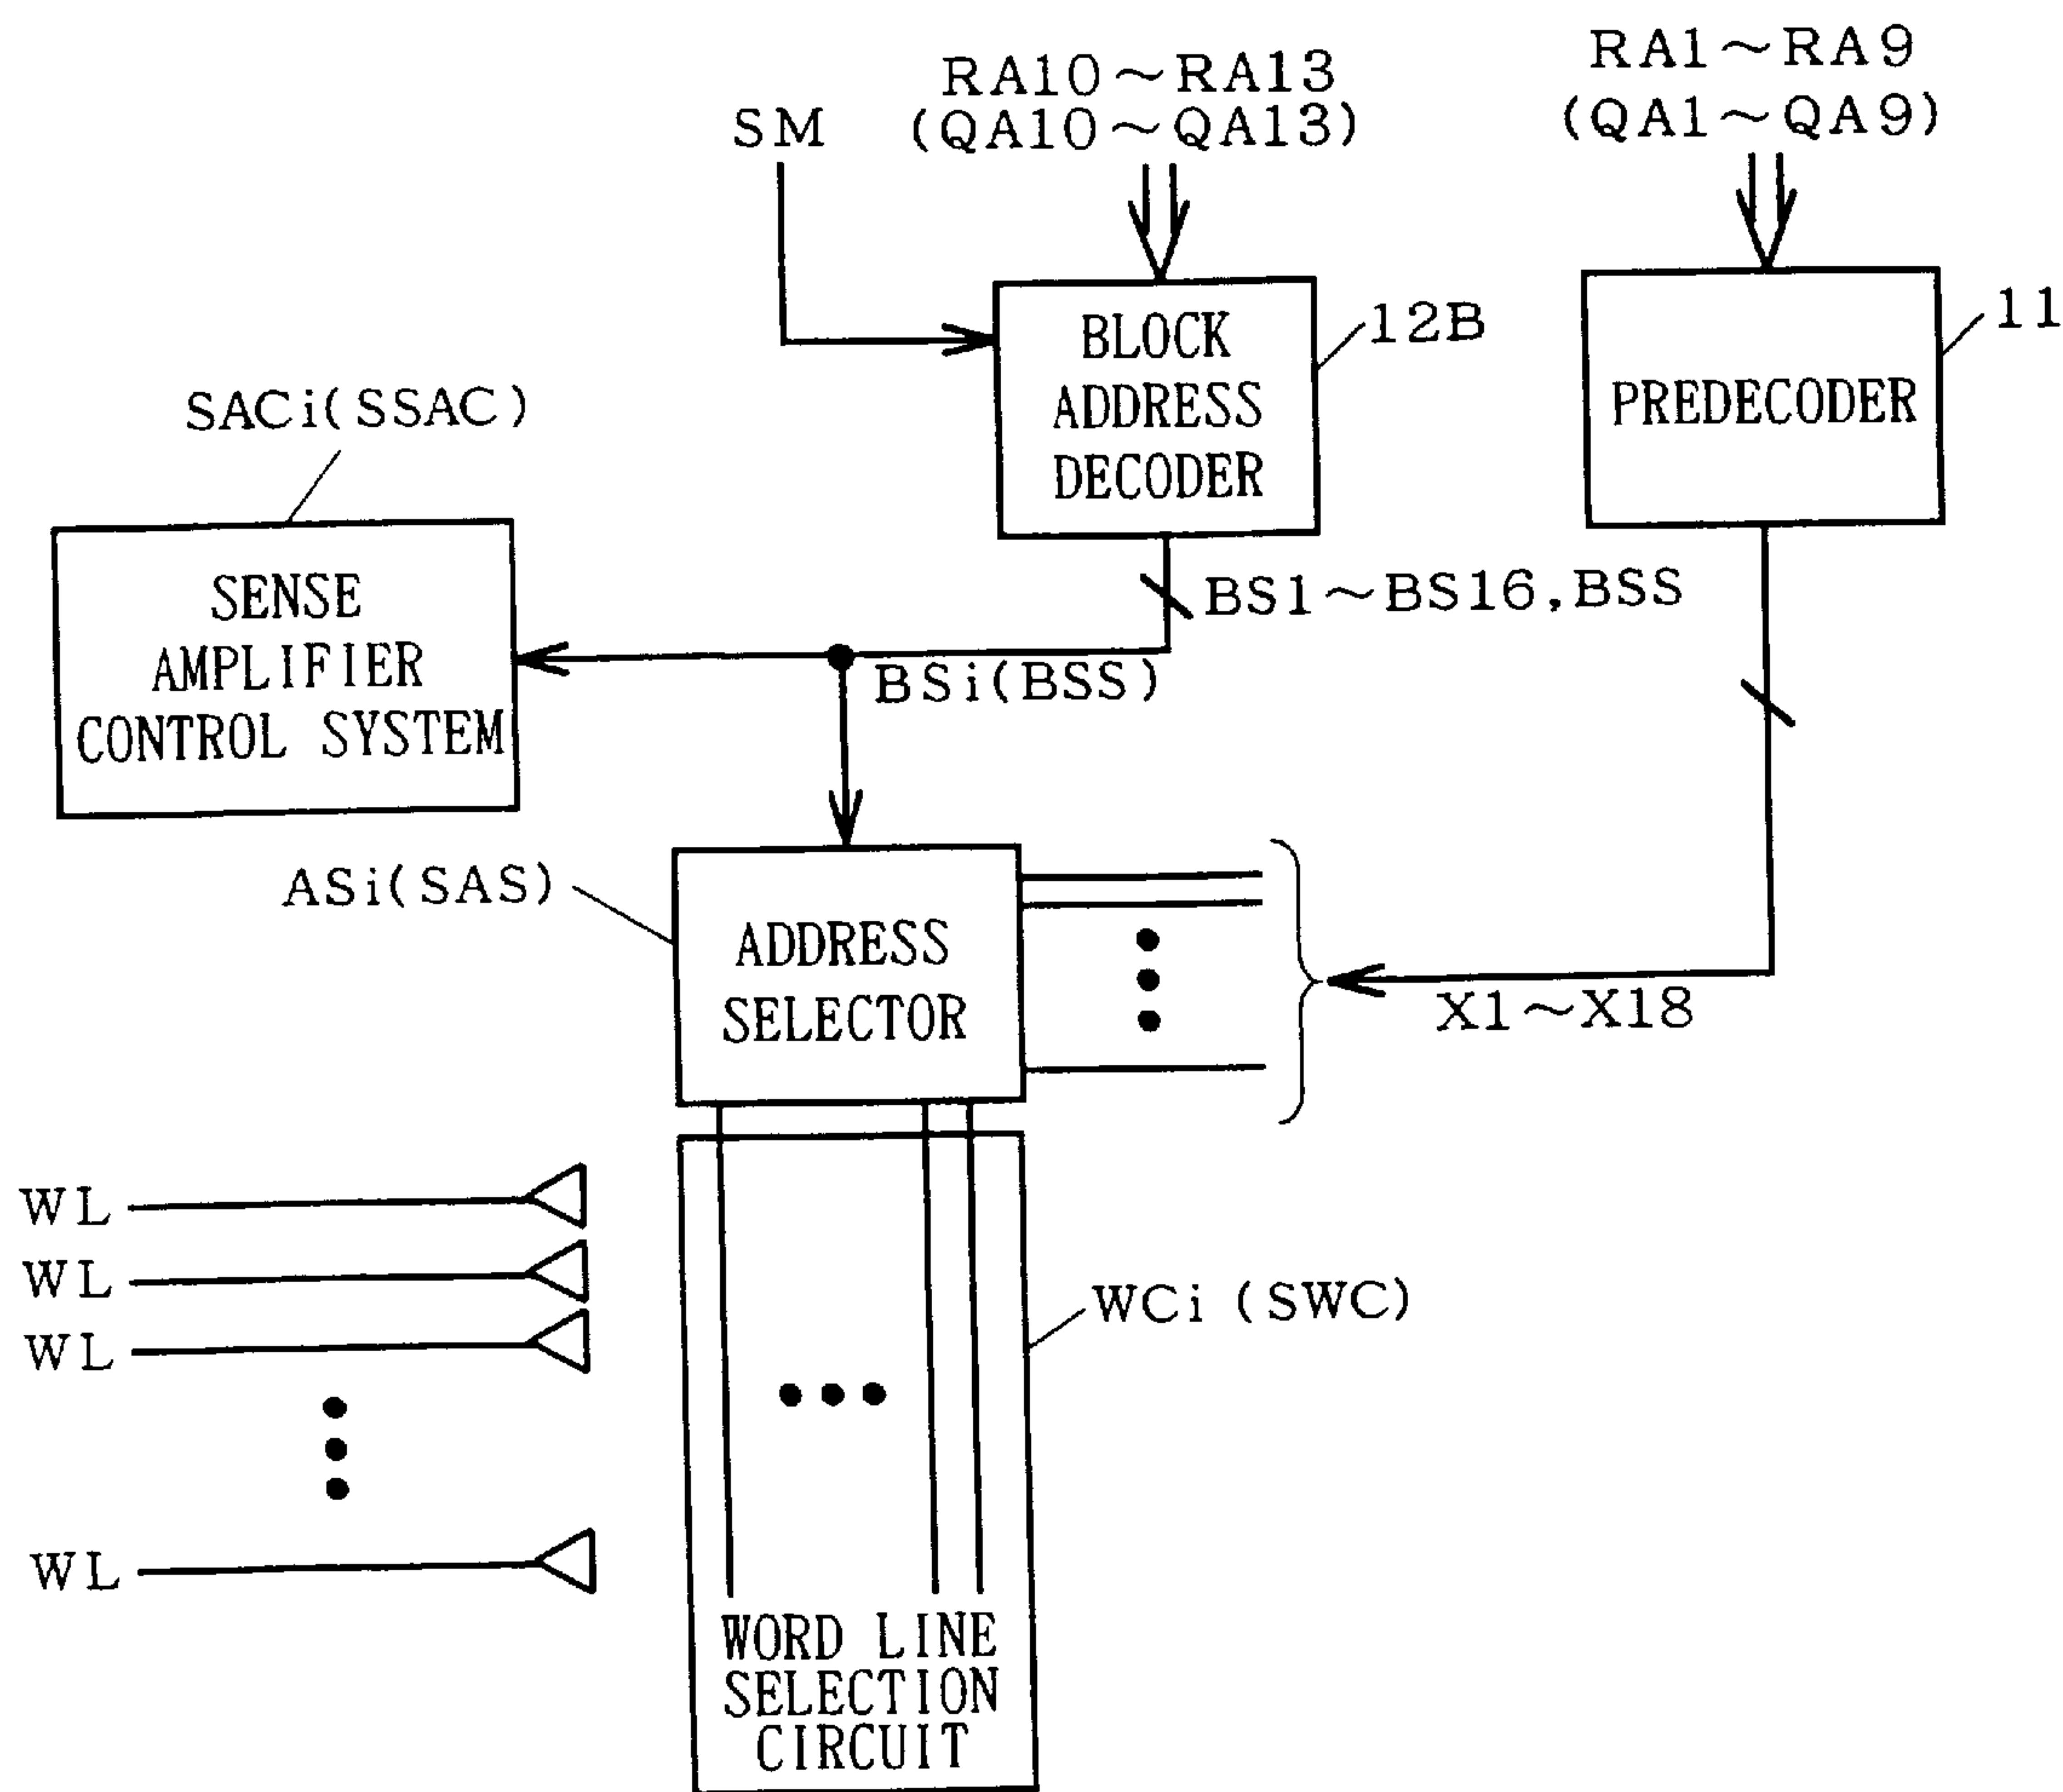 RA10～RA13
(QA10～QA13)
RA1～RA9
(QA1～QA9)
SM
BLOCK
ADDRESS
DECODER
12B
PREDECODER
11
SACi(SSAC)
SENSE
AMPLIFIER
CONTROL SYSTEM
BS1～BS16,BSS
BSi(BSS)
ASi(SAS)
ADDRESS
SELECTOR
X1～X18
WL
WL
WL
WL
WCi(SWC)
WORD LINE
SELECTION
CIRCUIT